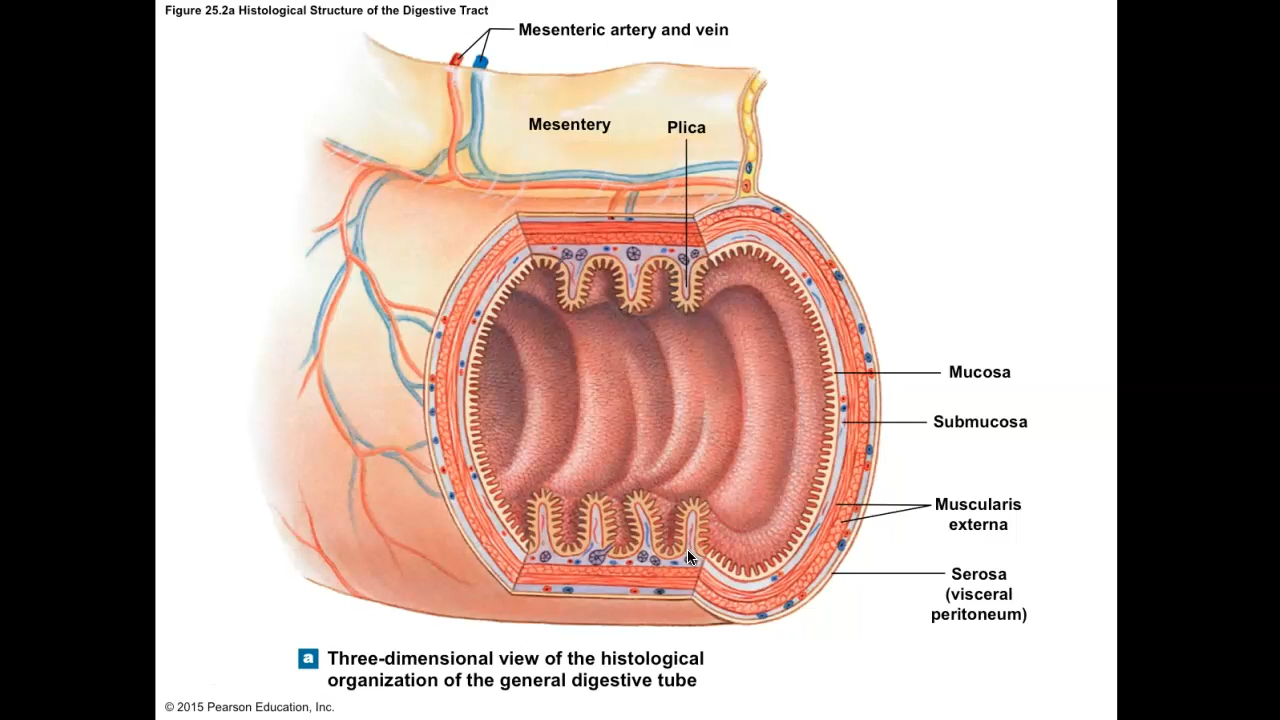 Figure 25.2a Histological Structure of the Digestive Tract
Mesenteric artery and vein
Mesentery
Plica
Mucosa
Submucosa
Muscularis
externa
Serosa
(visceral
peritoneum)
a Three-dimensional view of the histological
organization of the general digestive tube
© 2015 Pearson Education, Inc.